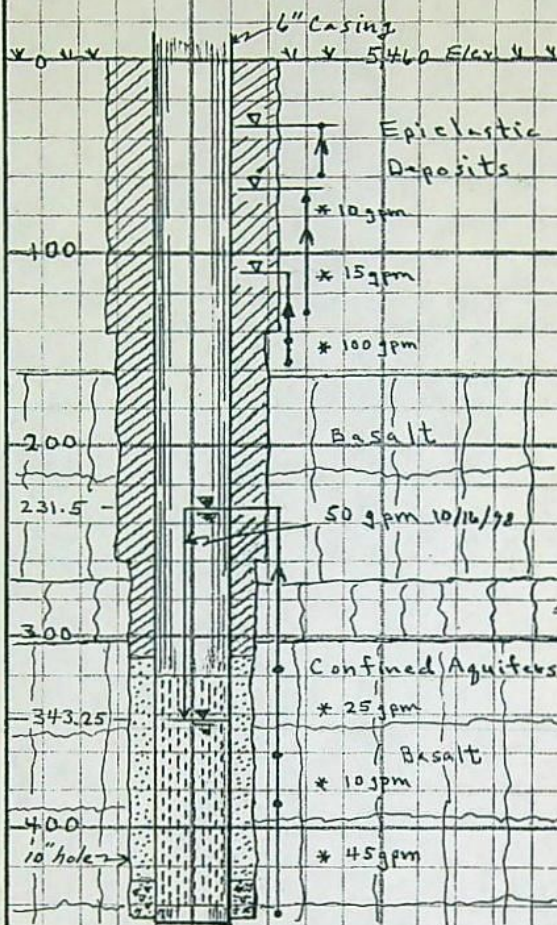 6" Casing
0
5460 Elev
Epiclastic
Deposits
* 10 gpm
100
* 15 gpm
* 100 gpm
200
Basalt
231.5
50 gpm 10/16/98
300
Confined Aquifers
* 25 gpm
343.25
Basalt
* 10 gpm
400
10" hole
* 45 gpm